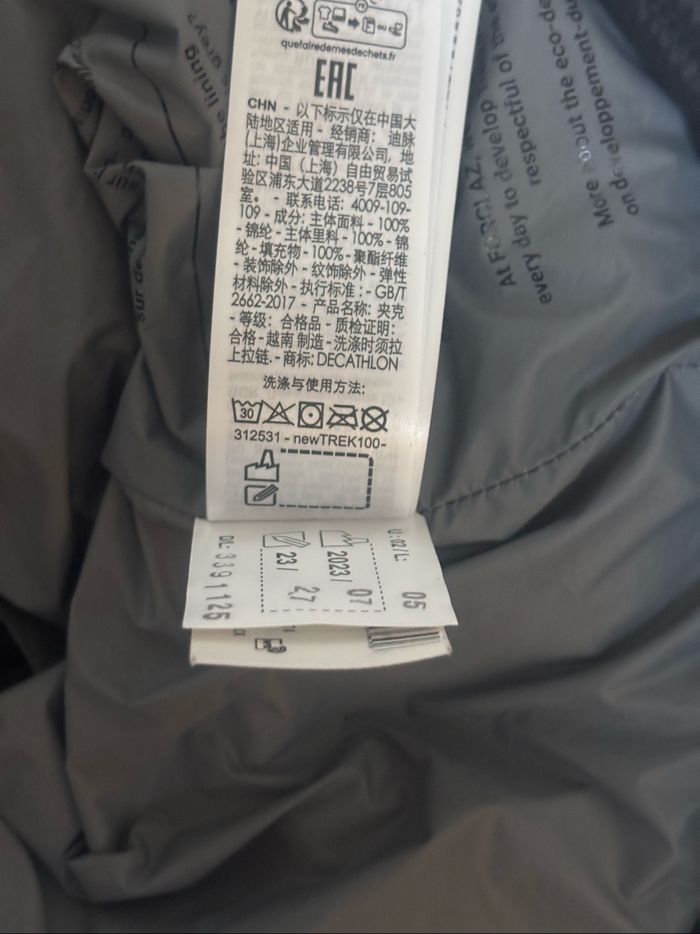 quefairedemesdechets.fr
EAC
CHN - 以下标示仅在中国大
陆地区适用 - 经销商: 迪脉
(上海)企业管理有限公司, 地
址: 中国 (上海) 自由贸易试
验区浦东大道2238号7层805
室。 - 联系电话: 4009-109-
109 - 成分: 主体面料 - 100%
- 锦纶 - 主体里料 - 100% - 锦
纶 - 填充物 - 100% - 聚酯纤维
- 装饰除外 - 纹饰除外 - 弹性
材料除外 - 执行标准: - GB/T
2662-2017 - 产品名称: 夹克
- 等级: 合格品 - 质检证明:
合格 - 越南 制造 - 洗涤时须拉
上拉链. - 商标: DECATHLON
洗涤与使用方法:
30
312531 - newTREK100 -
U: 02/L: 05
2023/ 07
23/ 27
DL: 3391125
he lining
grey?
At FORCLAZ,
every day to develop
respectful of the
More about the eco-de
on developpement-du
sur de